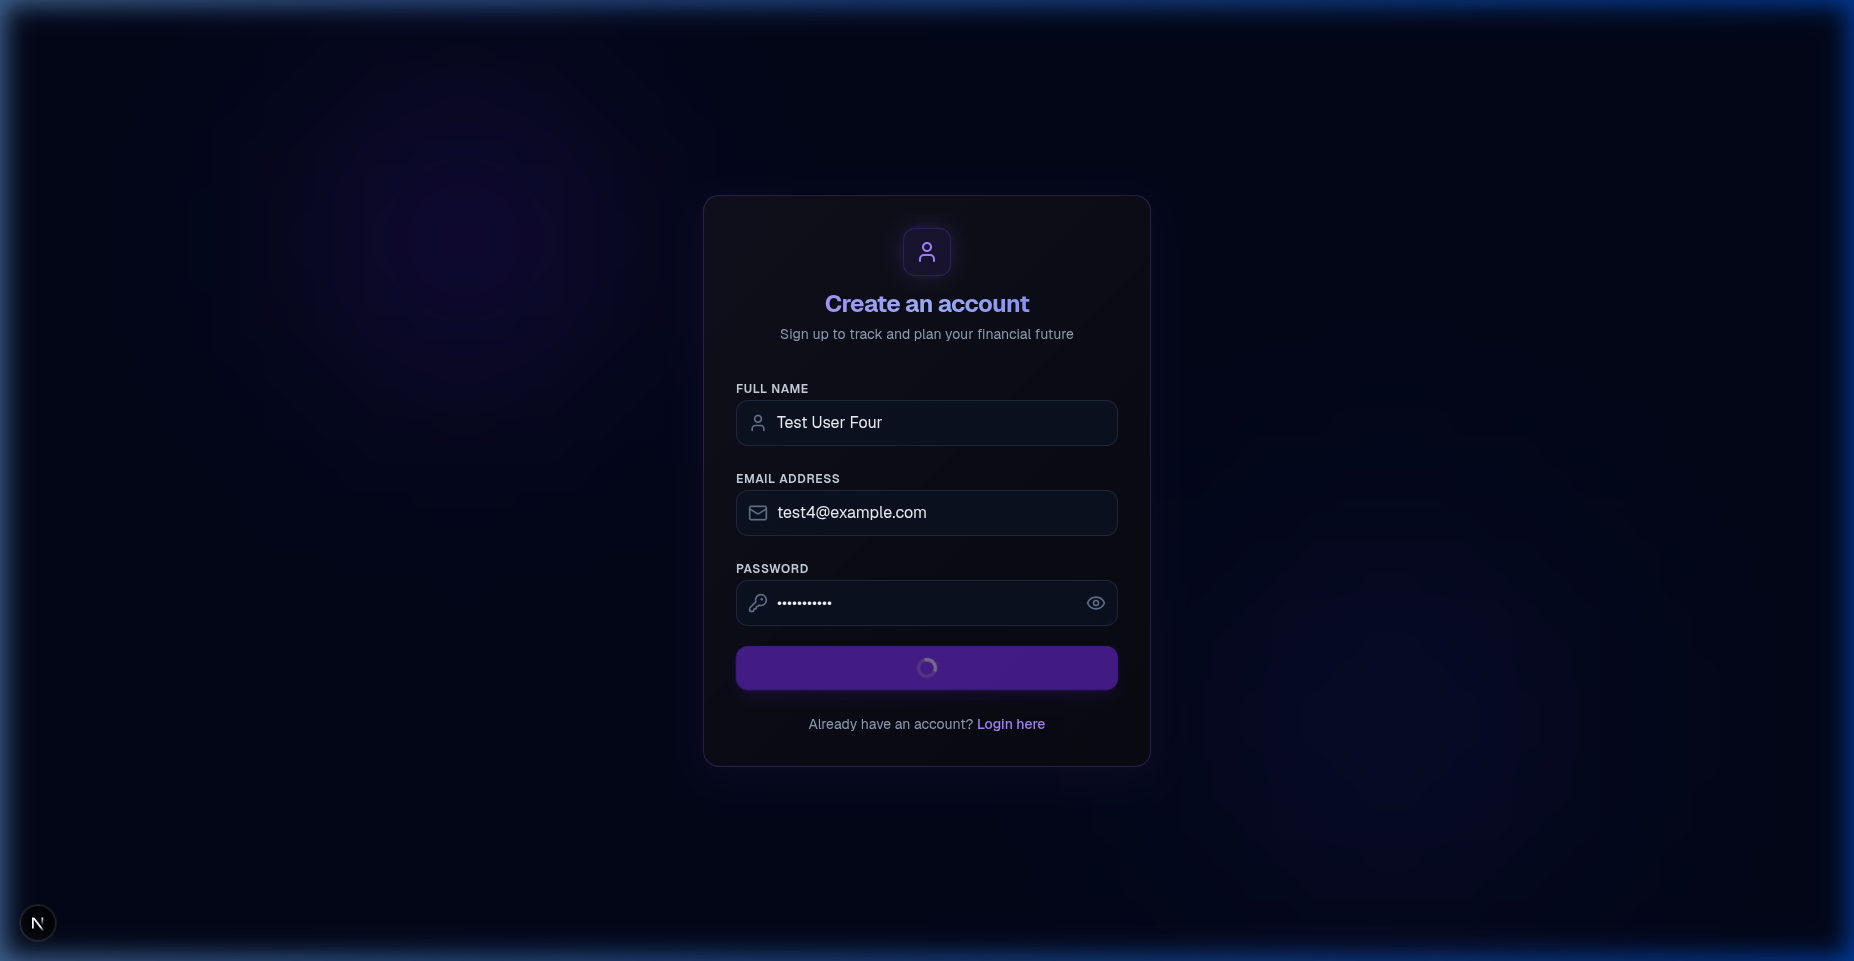 Create an account
Sign up to track and plan your financial future
FULL NAME
Test User Four
EMAIL ADDRESS
test4@example.com
PASSWORD
•••••••••••
Already have an account? Login here
N